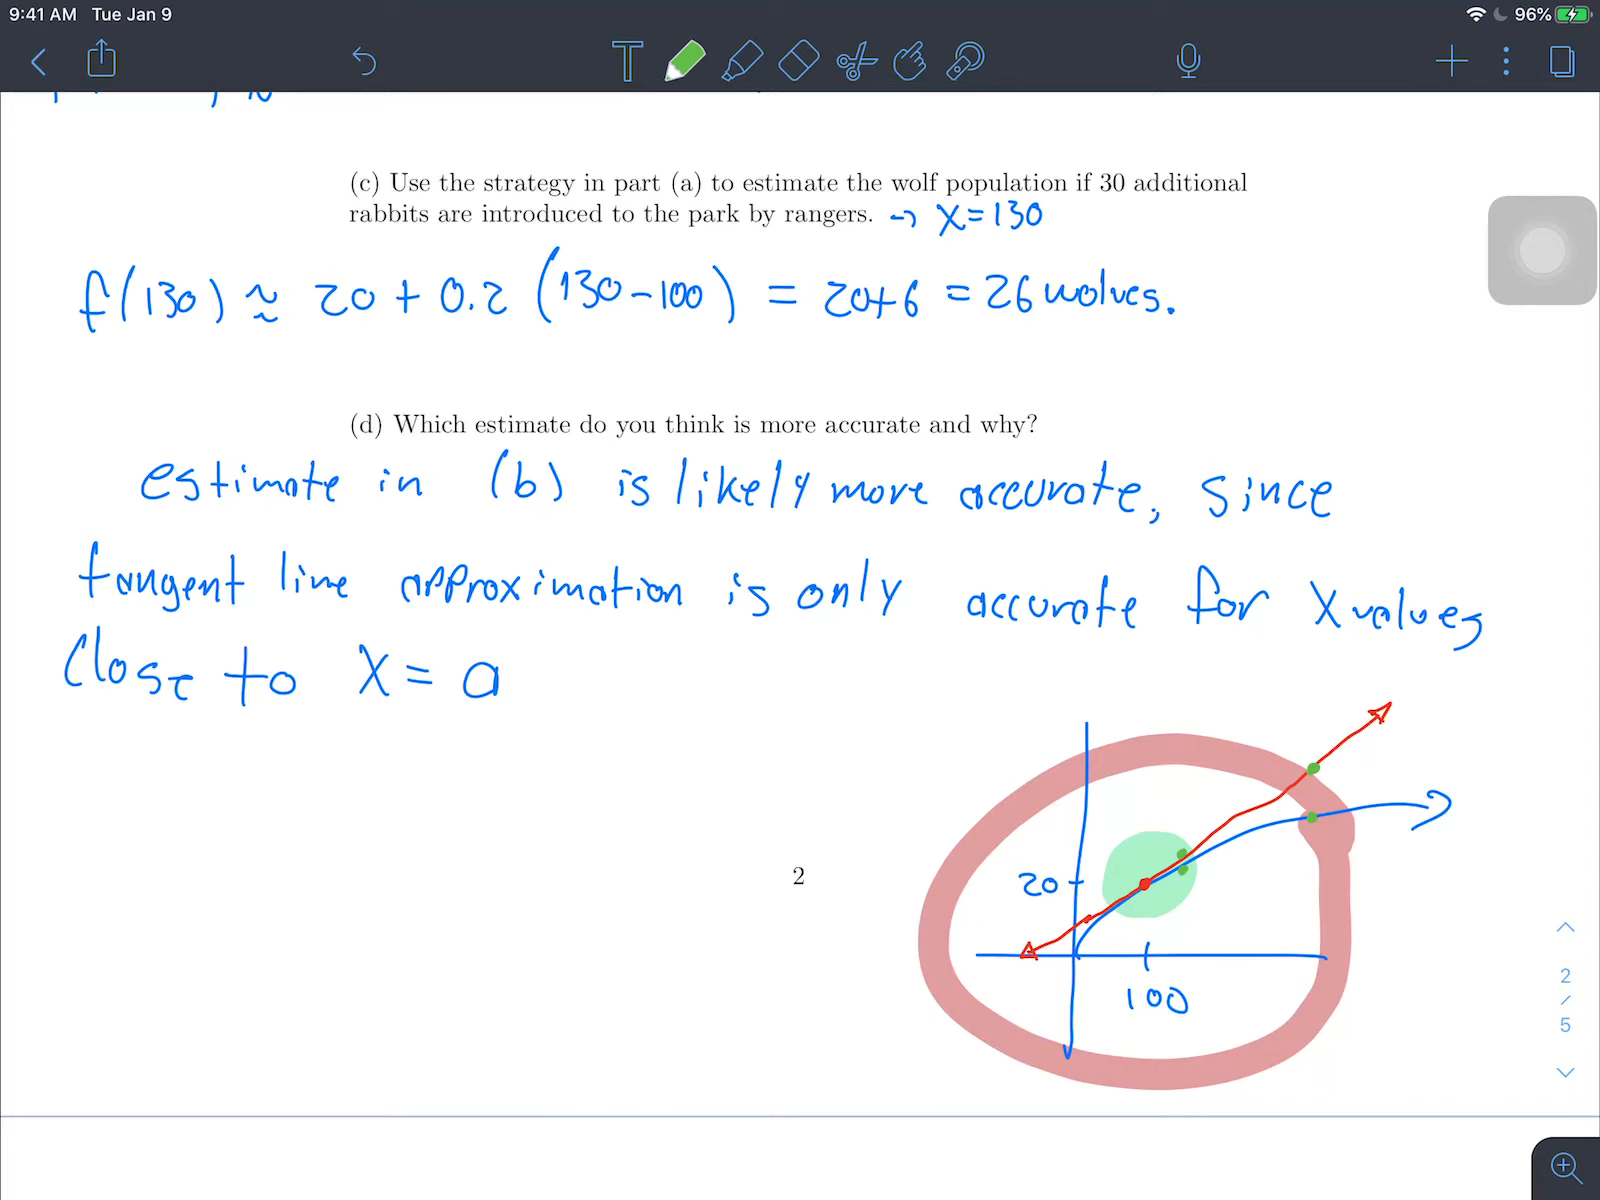 9:41 AM Tue Jan 9
96%
(c) Use the strategy in part (a) to estimate the wolf population if 30 additional
rabbits are introduced to the park by rangers. → X=130
f(130) ≈ 20 + 0.2 (130-100) = 20+6 = 26 wolves.
(d) Which estimate do you think is more accurate and why?
estimate in (b) is likely more accurate, since
tangent line approximation is only accurate for X values
close to X = a
2
20
100
2
/
5